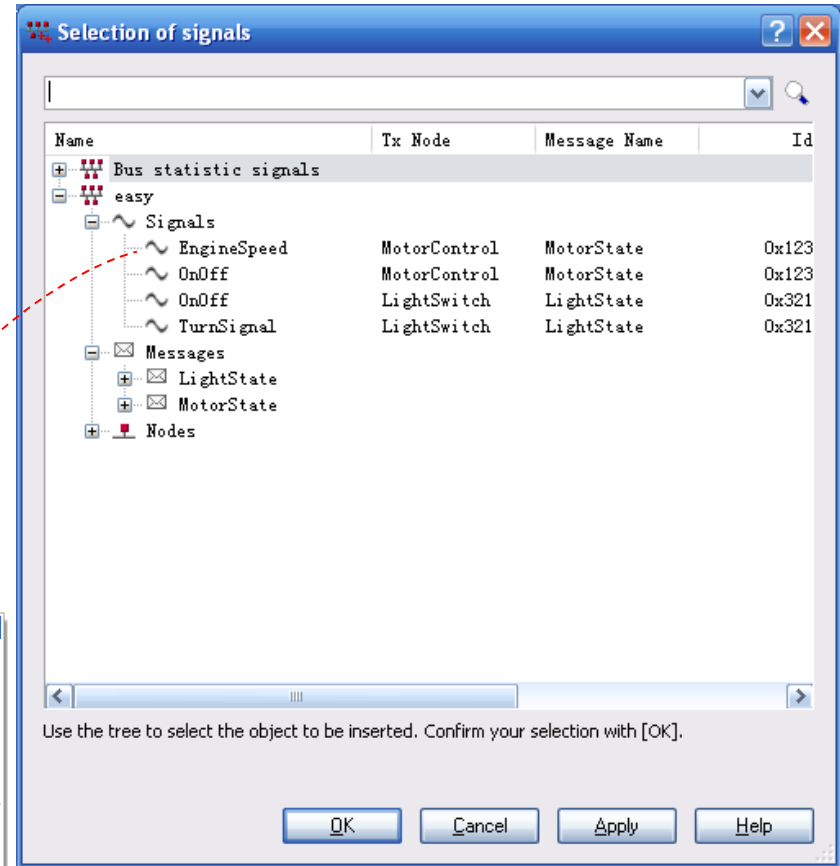 Selection of signals
Name Tx Node Message Name Id
Bus statistic signals
easy
Signals
EngineSpeed MotorControl MotorState 0x123
OnOff MotorControl MotorState 0x123
OnOff LightSwitch LightState 0x321
TurnSignal LightSwitch LightState 0x321
Messages
LightState
MotorState
Nodes
Use the tree to select the object to be inserted. Confirm your selection with [OK].
OK Cancel Apply Help